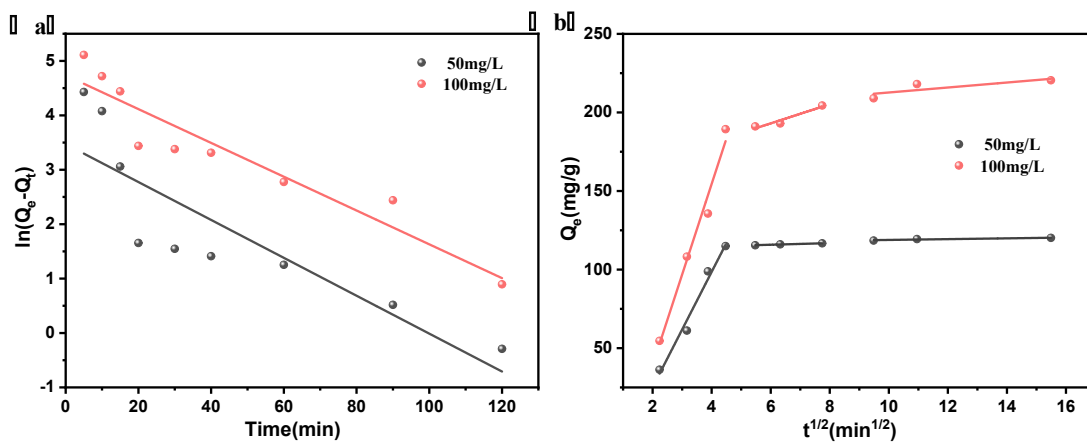 a
5
4
3
2
1
0
-1
0 20 40 60 80 100 120
ln(Qe-Qt)
Time(min)
50mg/L
100mg/L
b
250
200
150
100
50
2 4 6 8 10 12 14 16
Qe(mg/g)
t1/2(min1/2)
50mg/L
100mg/L